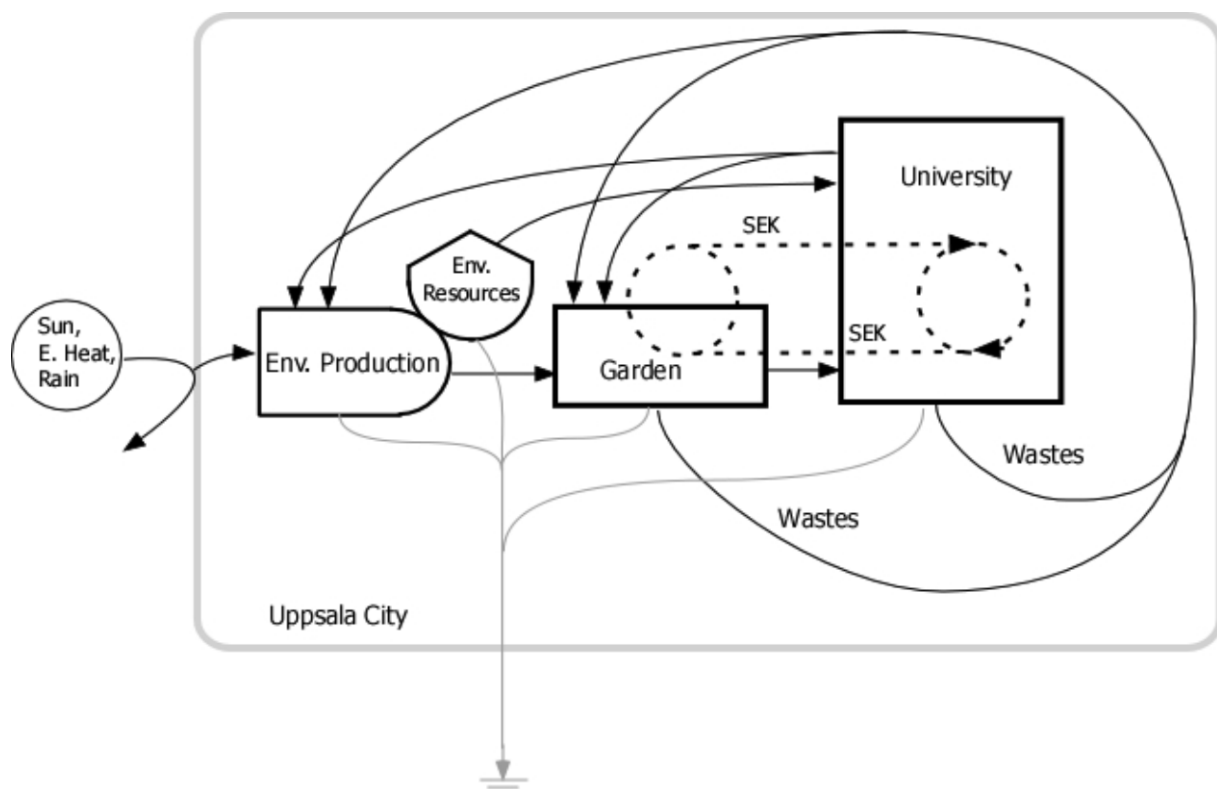 University
SEK
Env.
Resources
Sun,
E. Heat,
Rain
SEK
Env. Production
Garden
Wastes
Wastes
Uppsala City